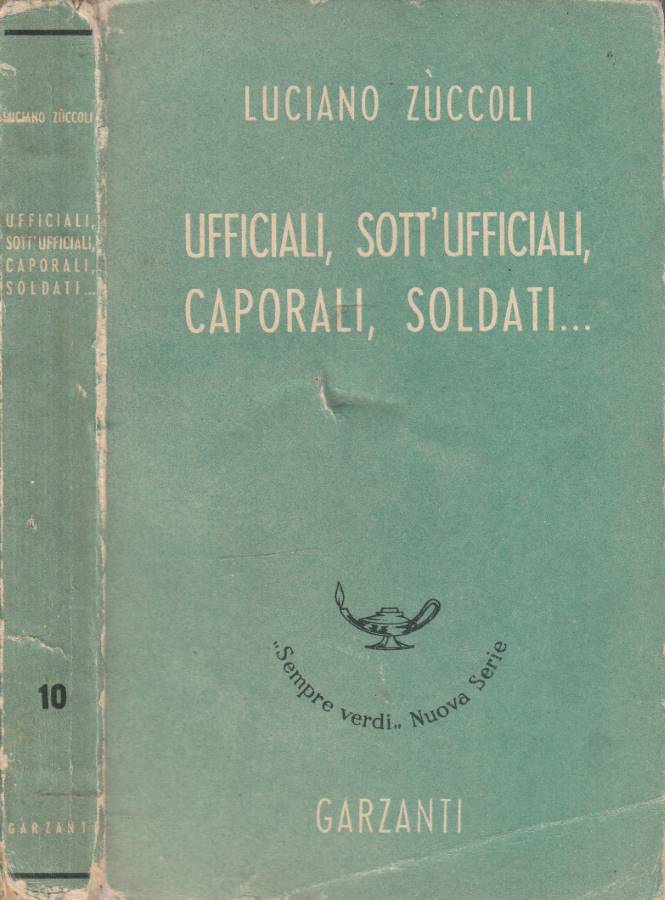 LUCIANO ZÙCCOLI
UFFICIALI,
SOTT'UFFICIALI,
CAPORALI,
SOLDATI...
10
GARZANTI
LUCIANO ZÙCCOLI
UFFICIALI, SOTT'UFFICIALI,
CAPORALI, SOLDATI...
„Sempre verdi„ Nuova Serie
GARZANTI